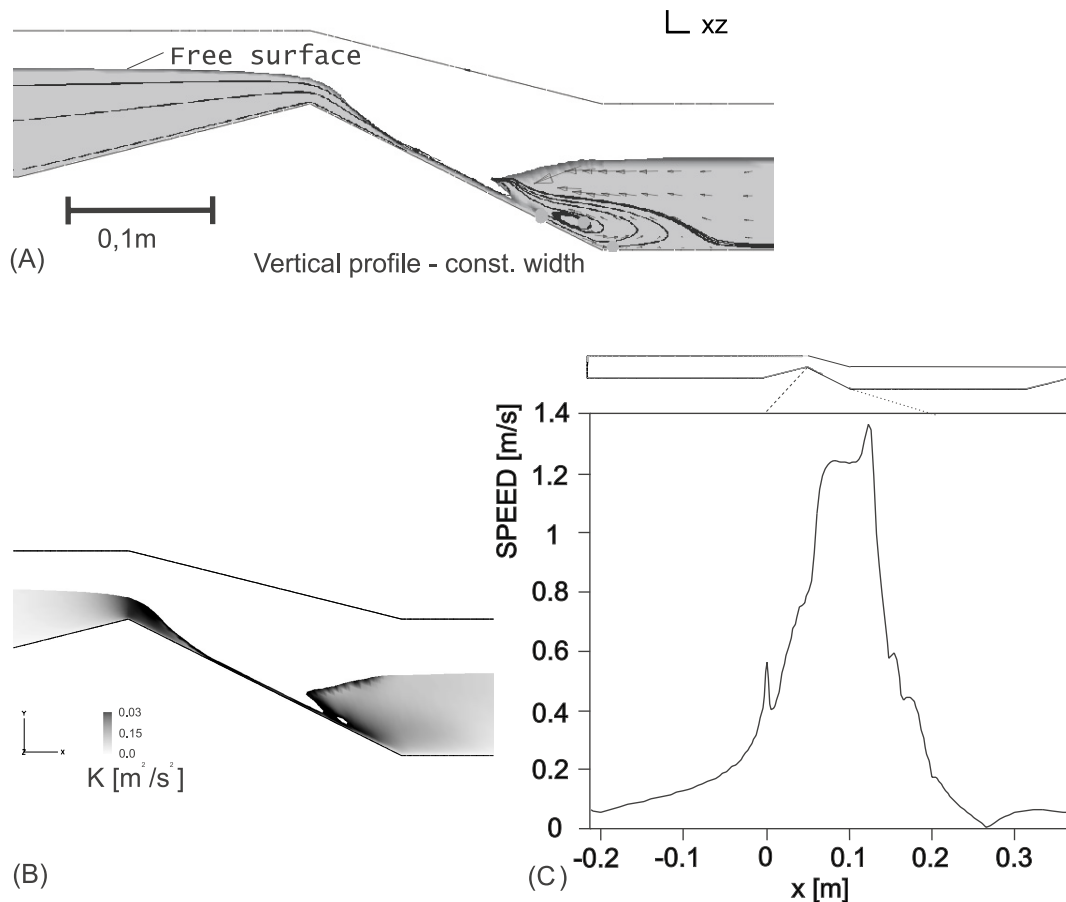 xz
Free surface
0,1m
(A)
Vertical profile - const. width
Y
Z
X
0.03
0.15
0.0
K [m²/s²]
(B)
SPEED [m/s]
1.4
1.2
1
0.8
0.6
0.4
0.2
0
-0.2
-0.1
0
0.1
0.2
0.3
x [m]
(C)